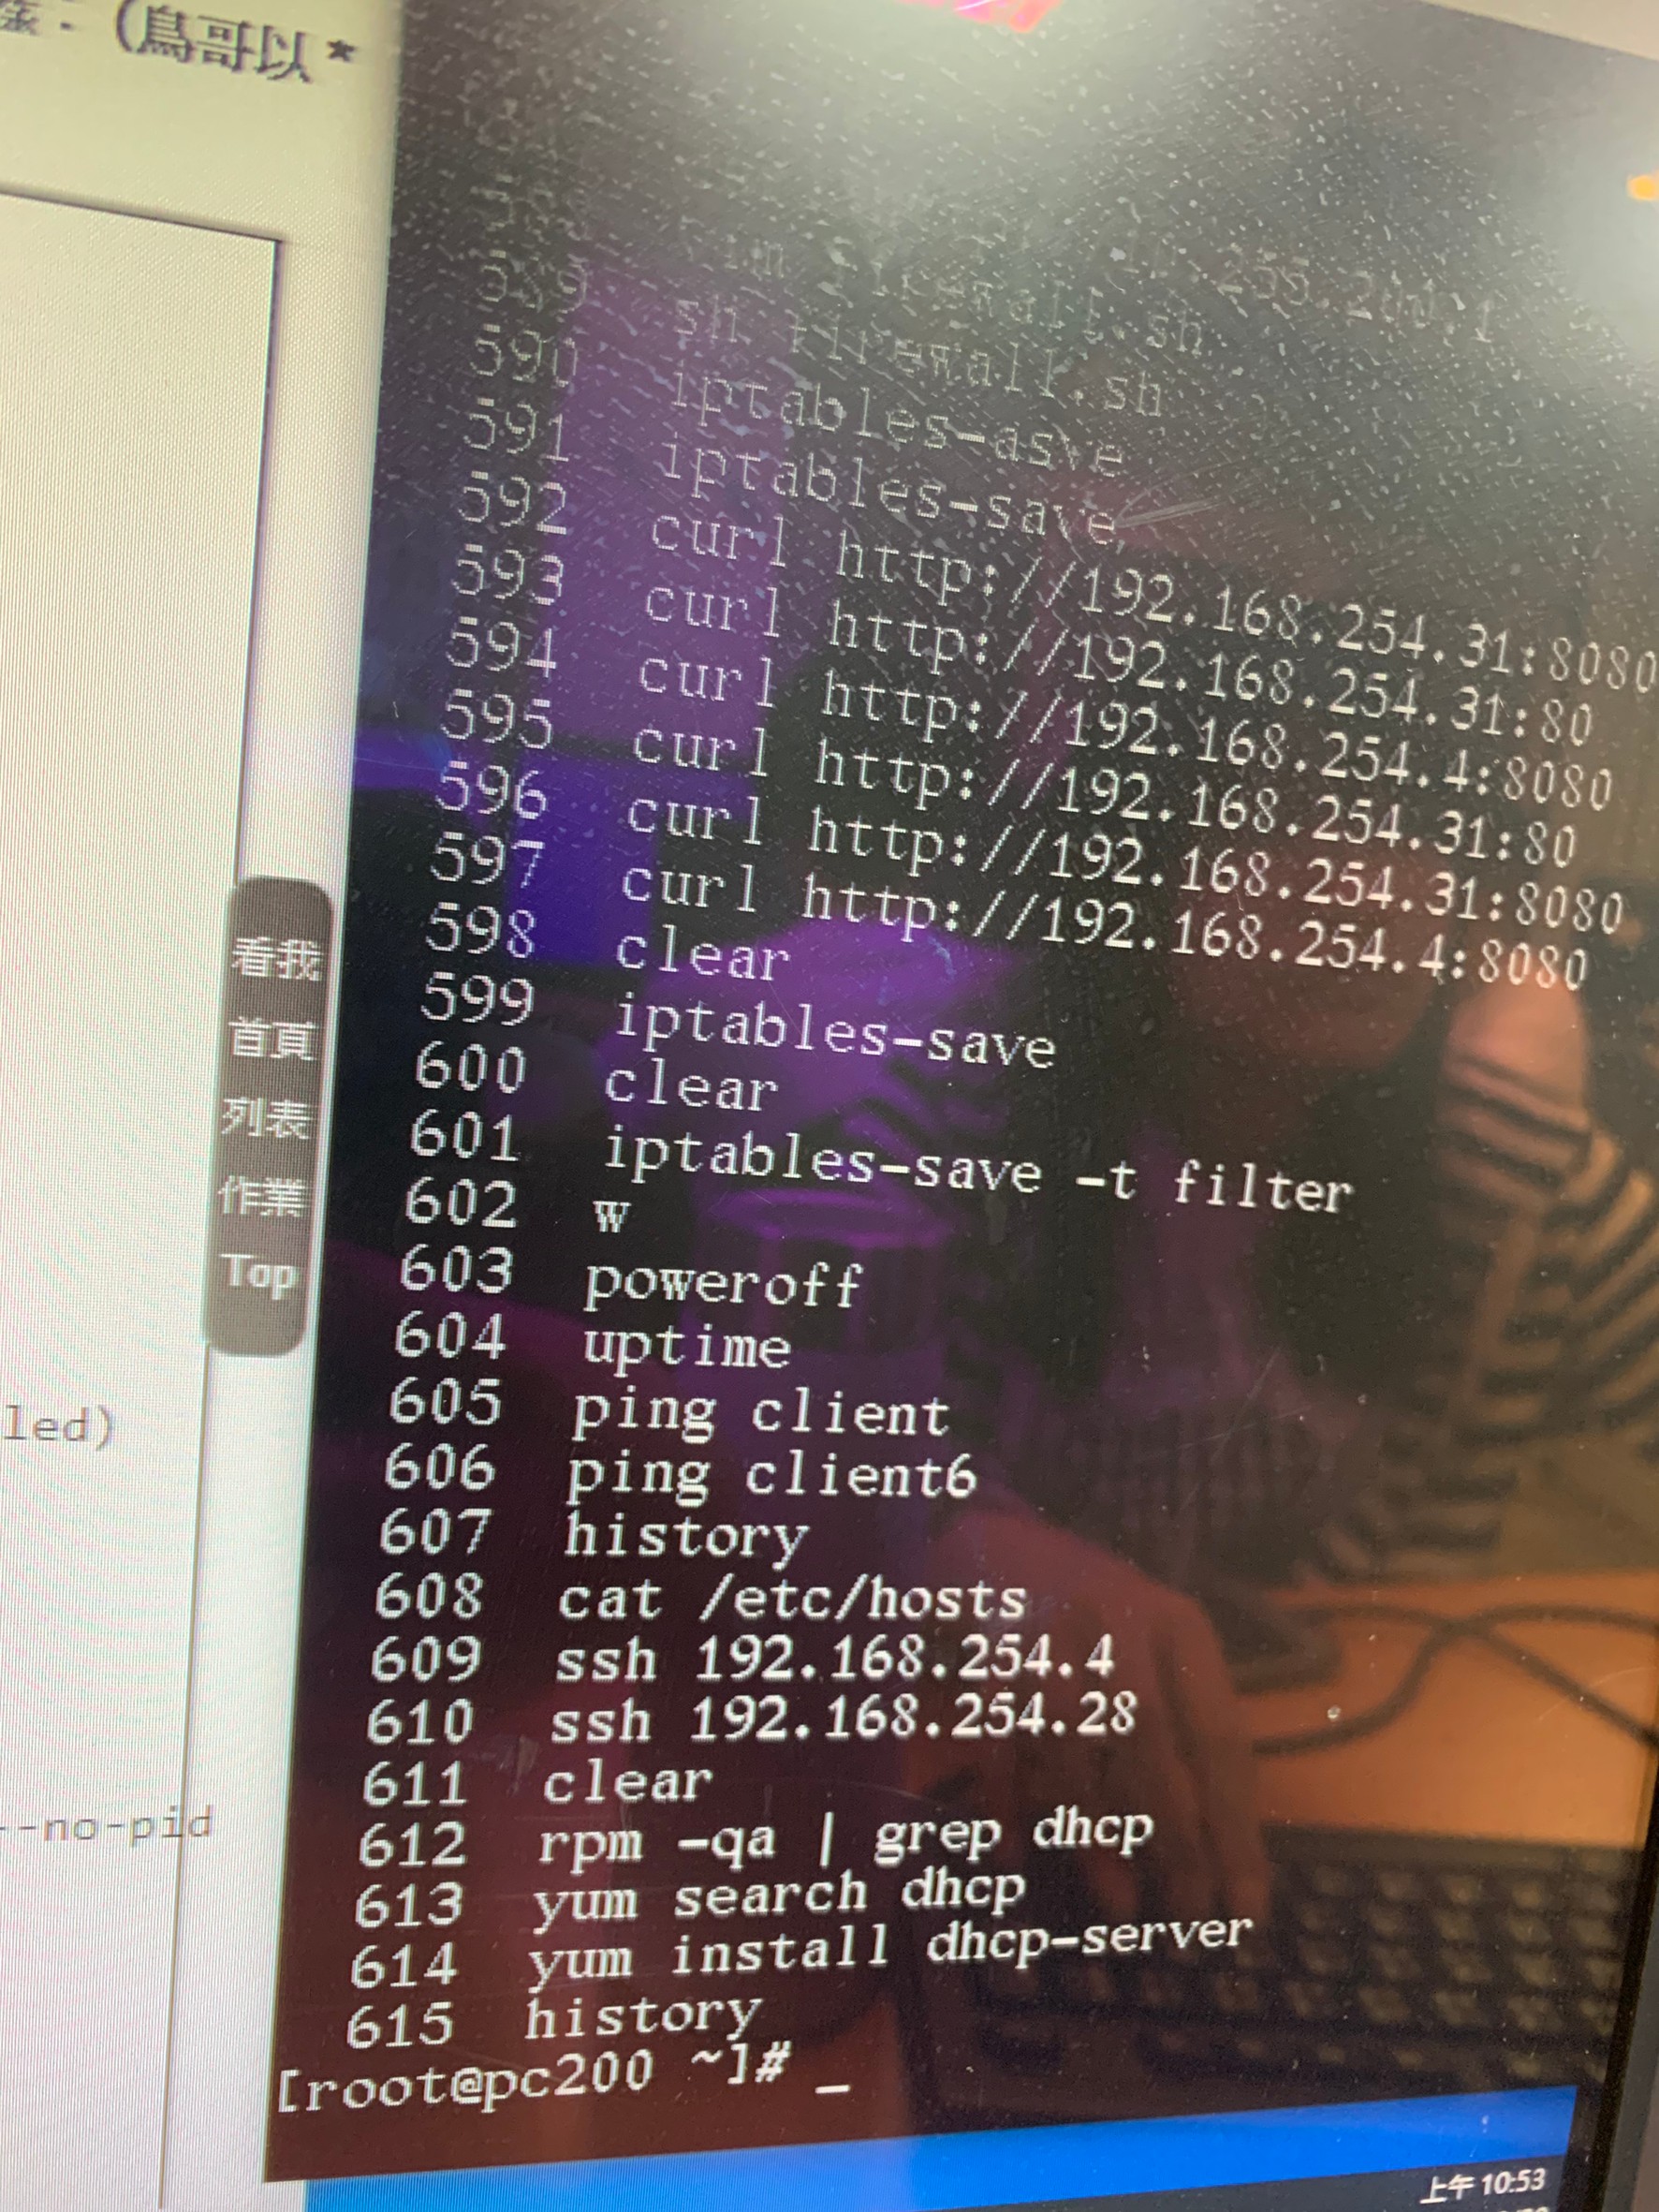 ：（鳥哥以 *
看我
首頁
列表
作業
Top
led)
--no-pid
firewall.sh
589 sh firewall.sh
590 iptables-asve
591 iptables-save
592 curl http://192.168.254.31:8080
593 curl http://192.168.254.31:80
594 curl http://192.168.254.4:8080
595 curl http://192.168.254.31:80
596 curl http://192.168.254.31:8080
597 curl http://192.168.254.4:8080
598 clear
599 iptables-save
600 clear
601 iptables-save -t filter
602 w
603 poweroff
604 uptime
605 ping client
606 ping client6
607 history
608 cat /etc/hosts
609 ssh 192.168.254.4
610 ssh 192.168.254.28
611 clear
612 rpm -qa | grep dhcp
613 yum search dhcp
614 yum install dhcp-server
615 history
[root@pc200 ~]# _
上午 10:53